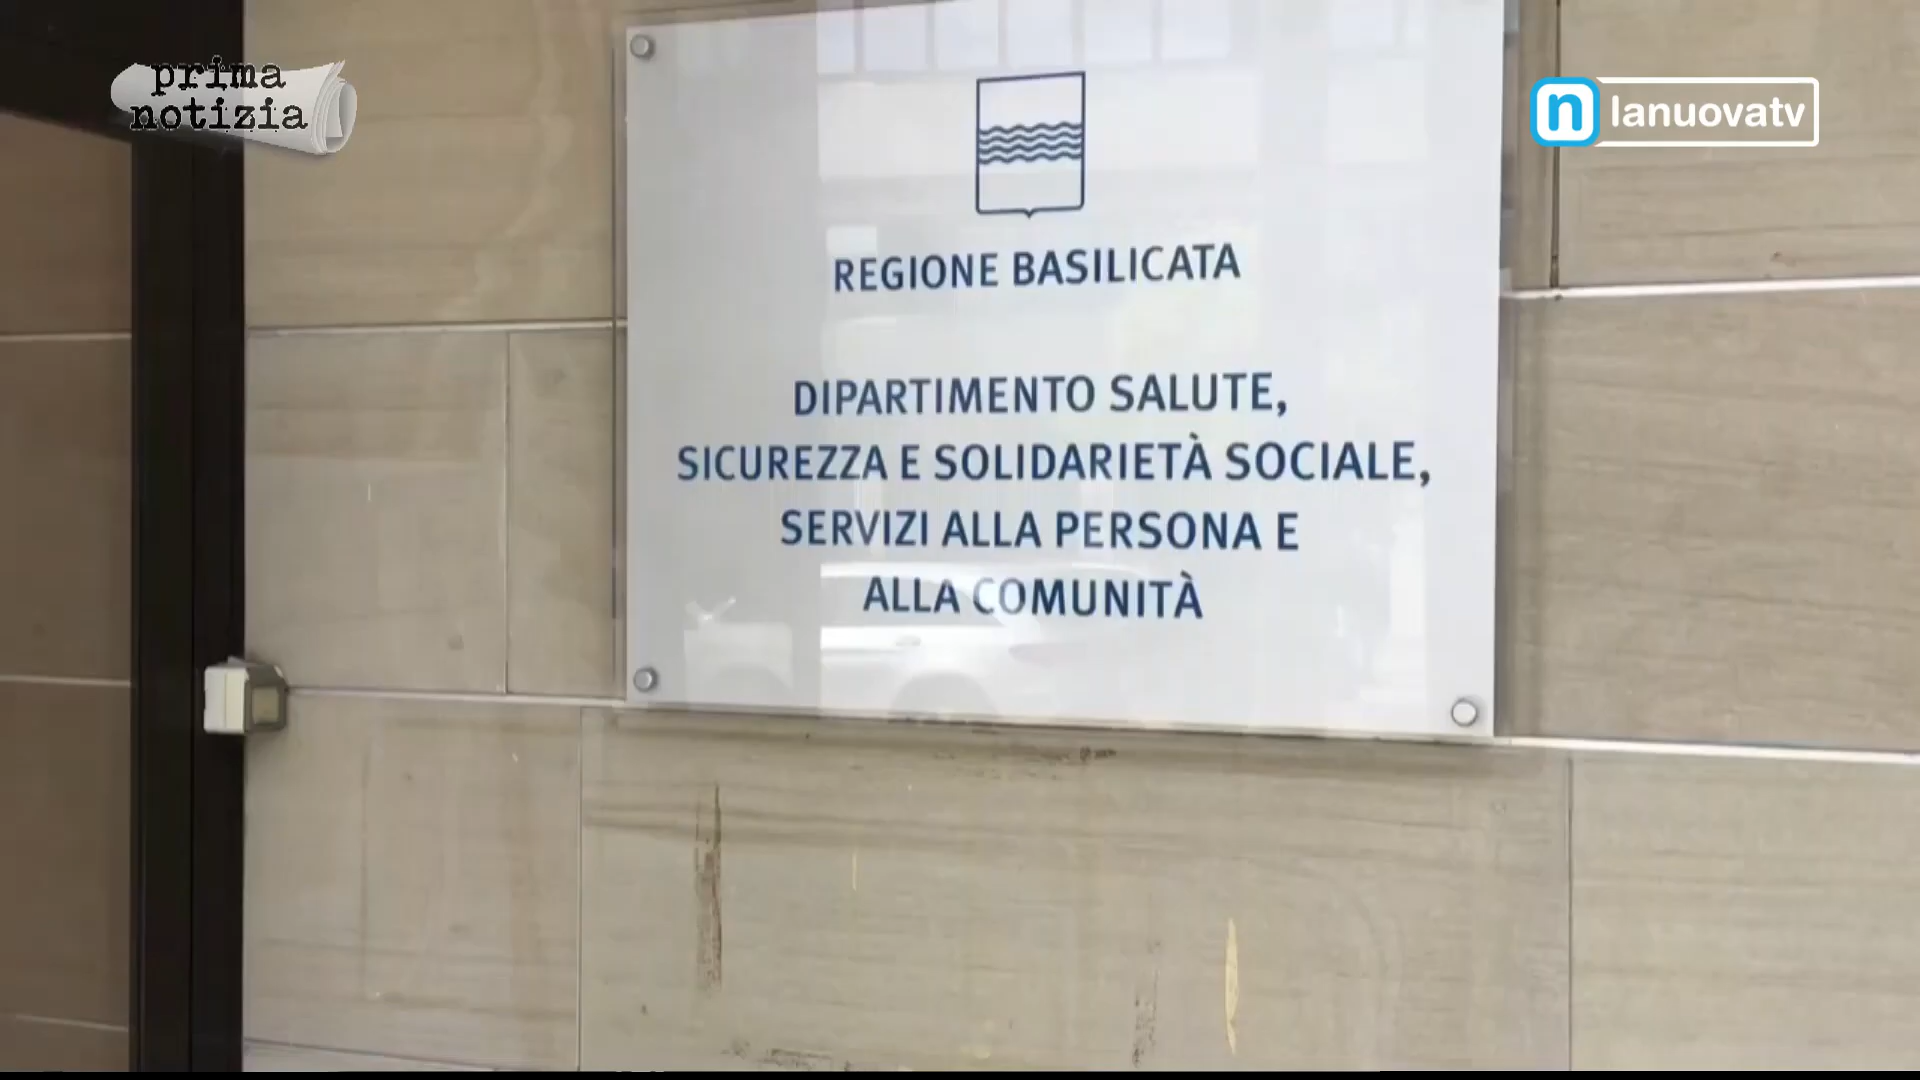 prima
notizia
n lanuovatv
REGIONE BASILICATA
DIPARTIMENTO SALUTE,
SICUREZZA E SOLIDARIETÀ SOCIALE,
SERVIZI ALLA PERSONA E
ALLA COMUNITÀ